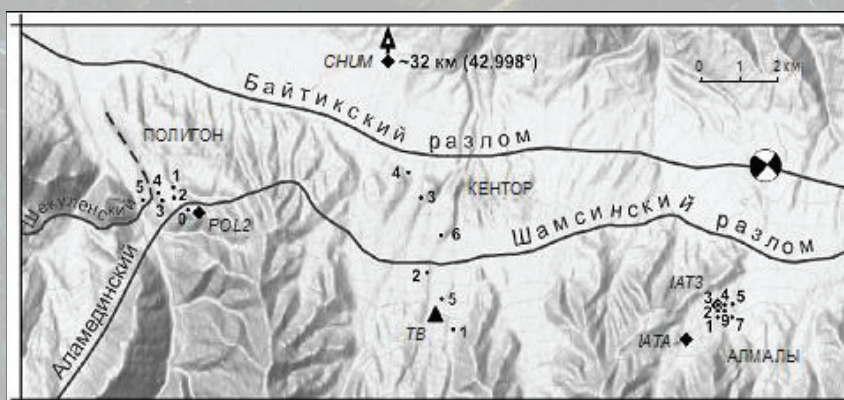 CHUM ~32 км (42.998°)
0 1 2 км
Байтикский разлом
ПОЛИГОН
5 4 1
3 2
0
POL2
Шекуленский
Аламединский
4
3
КЕНТОР
6
Шамсинский разлом
2
5
ТВ
1
IAT3
3 4 5
2
1 9 7
IATA
АЛМАЛЫ